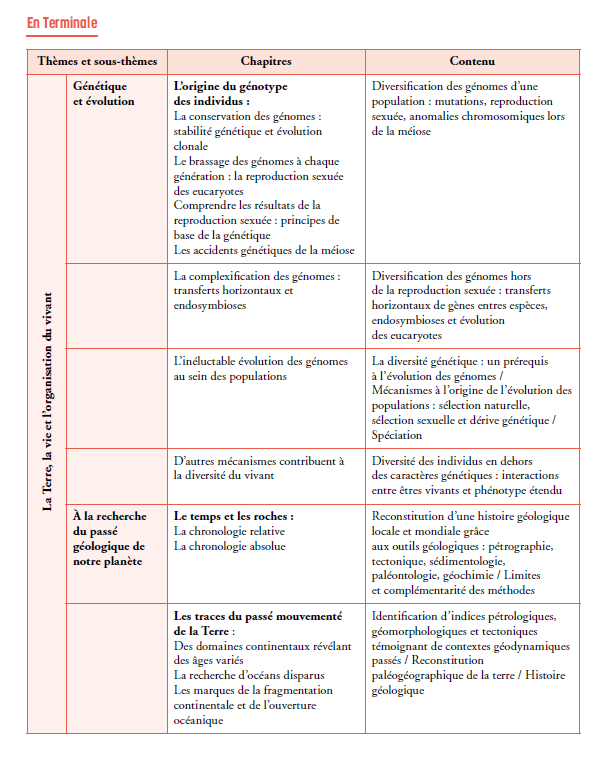 En Terminale
Thèmes et sous-thèmes
Chapitres
Contenu
La Terre, la vie et l'organisation du vivant
Génétique
et évolution
L'origine du génotype
des individus :
La conservation des génomes :
stabilité génétique et évolution
clonale
Le brassage des génomes à chaque
génération : la reproduction sexuée
des eucaryotes
Comprendre les résultats de la
reproduction sexuée : principes de
base de la génétique
Les accidents génétiques de la méiose
Diversification des génomes d'une
population : mutations, reproduction
sexuée, anomalies chromosomiques lors
de la méiose
La complexification des génomes :
transferts horizontaux et
endosymbioses
Diversification des génomes hors
de la reproduction sexuée : transferts
horizontaux de gènes entres espèces,
endosymbioses et évolution
des eucaryotes
L'inéluctable évolution des génomes
au sein des populations
La diversité génétique : un prérequis
à l'évolution des génomes /
Mécanismes à l'origine de l'évolution des
populations : sélection naturelle,
sélection sexuelle et dérive génétique /
Spéciation
D'autres mécanismes contribuent à
la diversité du vivant
Diversité des individus en dehors
des caractères génétiques : interactions
entre êtres vivants et phénotype étendu
À la recherche
du passé
géologique de
notre planète
Le temps et les roches :
La chronologie relative
La chronologie absolue
Reconstitution d'une histoire géologique
locale et mondiale grâce
aux outils géologiques : pétrographie,
tectonique, sédimentologie,
paléontologie, géochimie / Limites
et complémentarité des méthodes
Les traces du passé mouvementé
de la Terre :
Des domaines continentaux révélant
des âges variés
La recherche d'océans disparus
Les marques de la fragmentation
continentale et de l'ouverture
océanique
Identification d'indices pétrologiques,
géomorphologiques et tectoniques
témoignant de contextes géodynamiques
passés / Reconstitution
paléogéographique de la terre / Histoire
géologique